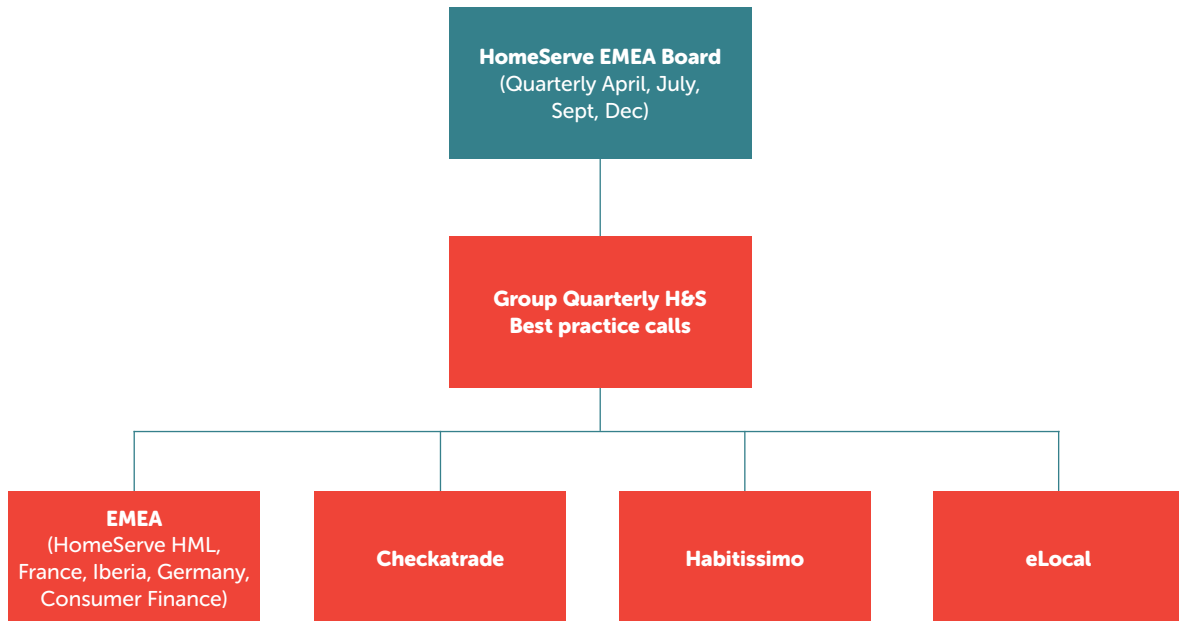 HomeServe EMEA Board
(Quarterly April, July,
Sept, Dec)
Group Quarterly H&S
Best practice calls
EMEA
(HomeServe HML,
France, Iberia, Germany,
Consumer Finance)
Checkatrade
Habitissimo
eLocal